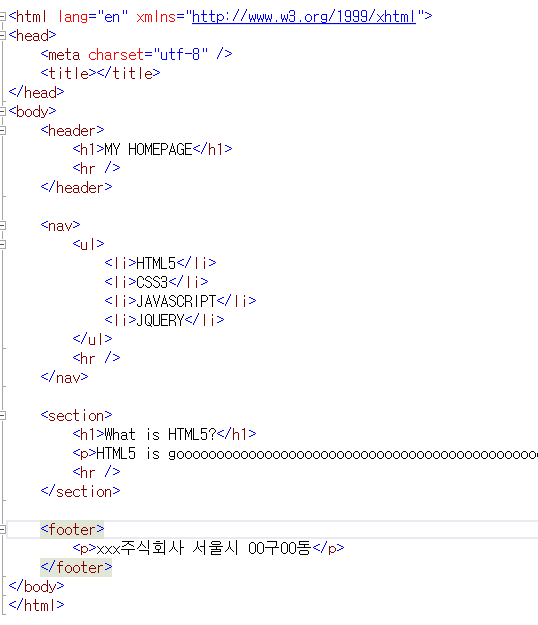 <html lang="en" xmlns="http://www.w3.org/1999/xhtml">
<head>
    <meta charset="utf-8" />
    <title></title>
</head>
<body>
    <header>
        <h1>MY HOMEPAGE</h1>
        <hr />
    </header>

    <nav>
        <ul>
            <li>HTML5</li>
            <li>CSS3</li>
            <li>JAVASCRIPT</li>
            <li>JQUERY</li>
        </ul>
        <hr />
    </nav>

    <section>
        <h1>What is HTML5?</h1>
        <p>HTML5 is goooooooooooooooooooooooooooooooooooooooooooooo
        <hr />
    </section>

    <footer>
        <p>xxx주식회사 서울시 00구00동</p>
    </footer>
</body>
</html>